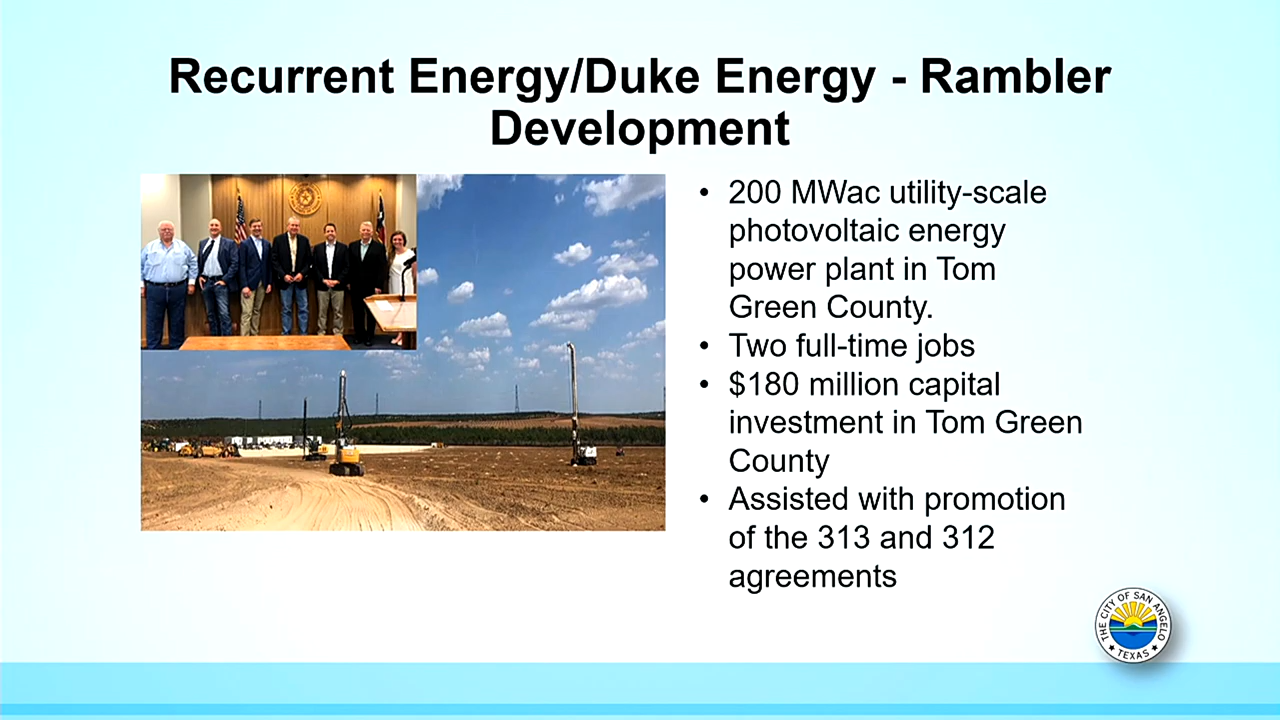 Recurrent Energy/Duke Energy - Rambler
Development
• 200 MWac utility-scale
photovoltaic energy
power plant in Tom
Green County.
• Two full-time jobs
• $180 million capital
investment in Tom Green
County
• Assisted with promotion
of the 313 and 312
agreements
THE CITY OF SAN ANGELO
TEXAS